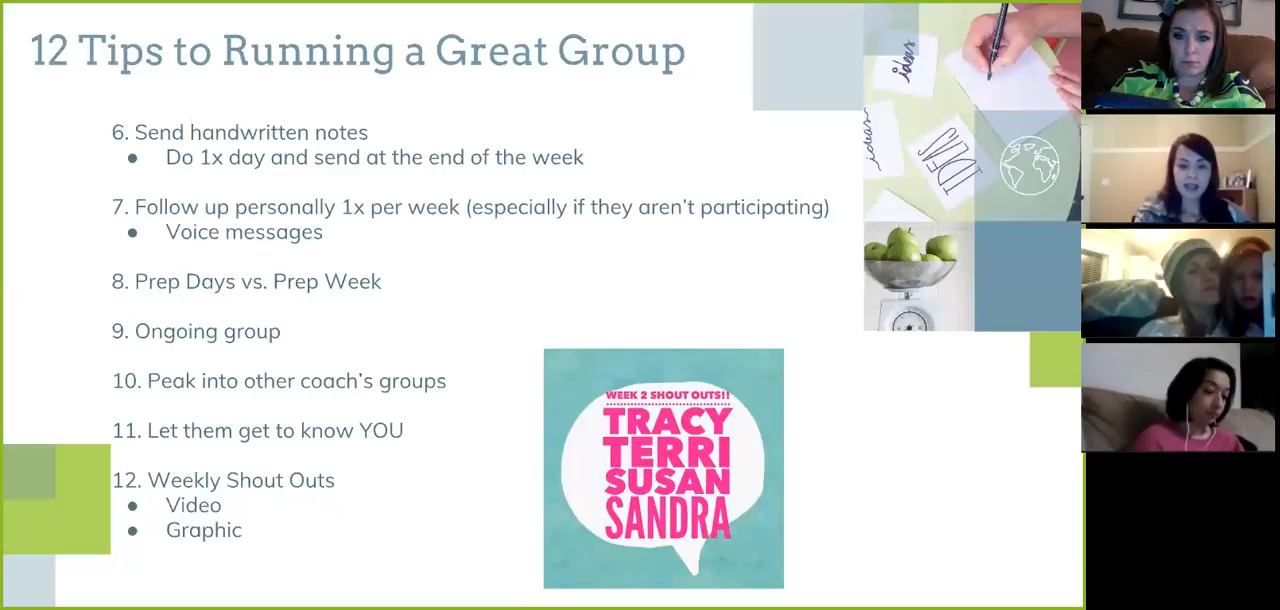 12 Tips to Running a Great Group
6. Send handwritten notes
● Do 1x day and send at the end of the week
7. Follow up personally 1x per week (especially if they aren't participating)
● Voice messages
8. Prep Days vs. Prep Week
9. Ongoing group
10. Peak into other coach's groups
11. Let them get to know YOU
12. Weekly Shout Outs
● Video
● Graphic
WEEK 2 SHOUT OUTS!!
TRACY
TERRI
SUSAN
SANDRA
ideas
ideas
IDEAS